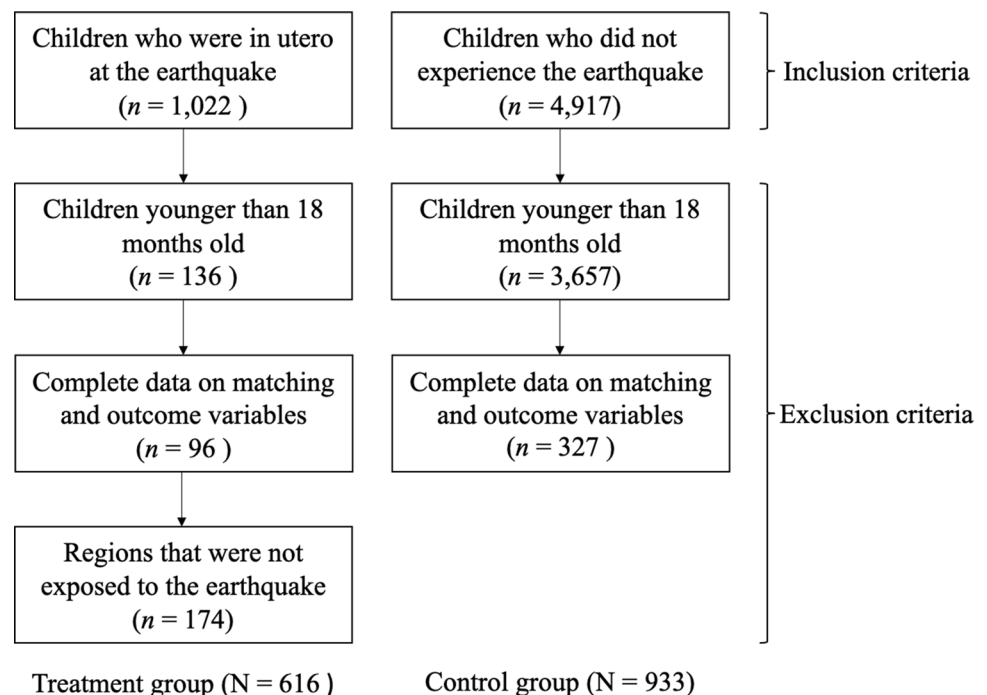 Children who were in utero
at the earthquake
(n = 1,022 )
Children who did not
experience the earthquake
(n = 4,917)
Inclusion criteria
Children younger than 18
months old
(n = 136 )
Children younger than 18
months old
(n = 3,657)
Complete data on matching
and outcome variables
(n = 96 )
Complete data on matching
and outcome variables
(n = 327 )
Exclusion criteria
Regions that were not
exposed to the earthquake
(n = 174)
Treatment group (N = 616 )
Control group (N = 933)